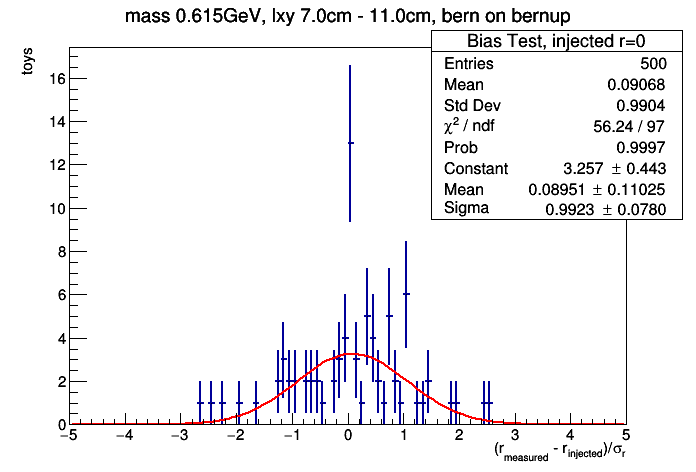 mass 0.615GeV, lxy 7.0cm - 11.0cm, bern on bernup
Bias Test, injected r=0
Entries 500
Mean 0.09068
Std Dev 0.9904
χ² / ndf 56.24 / 97
Prob 0.9997
Constant 3.257 ± 0.443
Mean 0.08951 ± 0.11025
Sigma 0.9923 ± 0.0780
toys
16
14
12
10
8
6
4
2
0
−5 −4 −3 −2 −1 0 1 2 3 4 5
(r_measured - r_injected)/σ_r